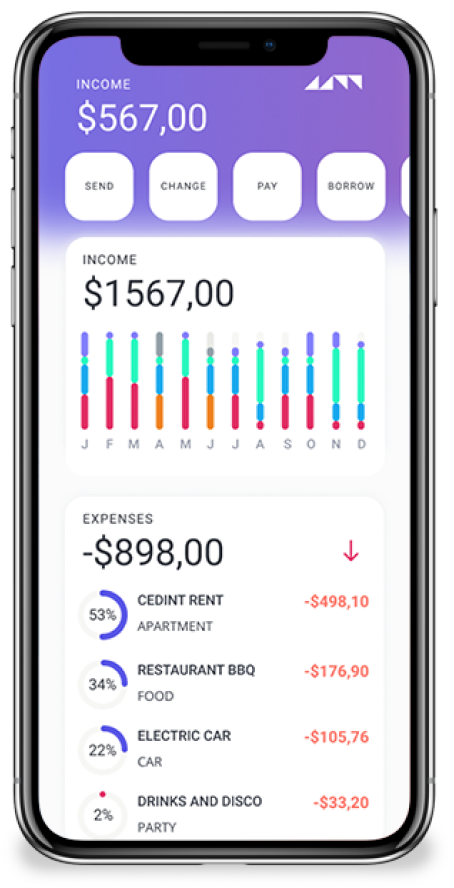 INCOME
$567,00
SEND CHANGE PAY BORROW
INCOME
$1567,00
J F M A M J J A S O N D
EXPENSES
-$898,00
53% CEDINT RENT -$498,10
APARTMENT
34% RESTAURANT BBQ -$176,90
FOOD
22% ELECTRIC CAR -$105,76
CAR
2% DRINKS AND DISCO -$33,20
PARTY